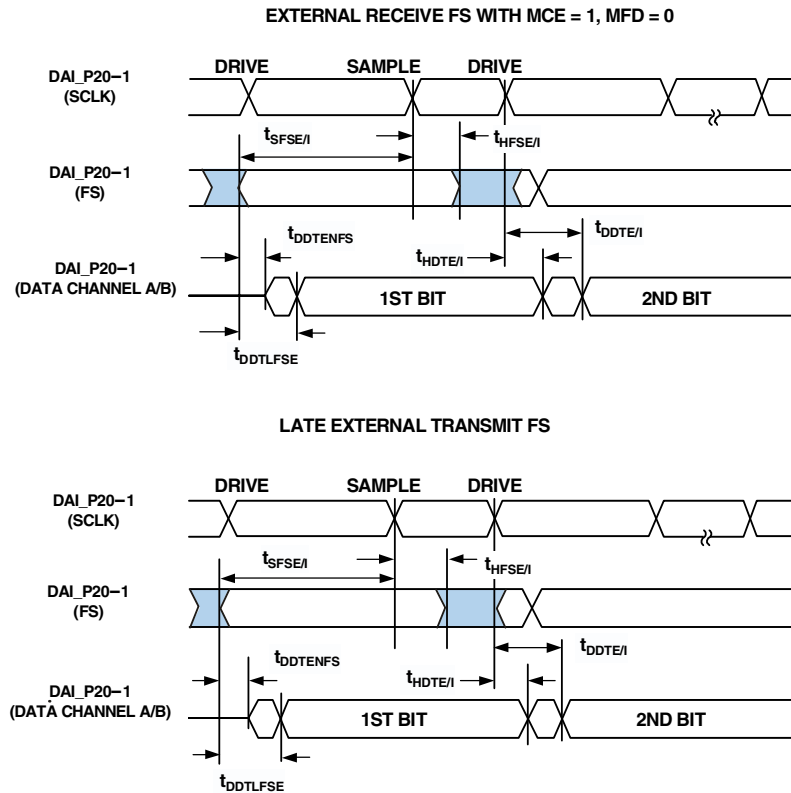 EXTERNAL RECEIVE FS WITH MCE = 1, MFD = 0
DRIVE SAMPLE DRIVE
DAI_P20–1
(SCLK)
tSFSE/I tHFSE/I
DAI_P20–1
(FS)
tDDTENFS tHDTE/I tDDTE/I
DAI_P20–1
(DATA CHANNEL A/B)
1ST BIT 2ND BIT
tDDTLFSE
LATE EXTERNAL TRANSMIT FS
DRIVE SAMPLE DRIVE
DAI_P20–1
(SCLK)
tSFSE/I tHFSE/I
DAI_P20–1
(FS)
tDDTENFS tHDTE/I tDDTE/I
DAI_P20–1
(DATA CHANNEL A/B)
1ST BIT 2ND BIT
tDDTLFSE